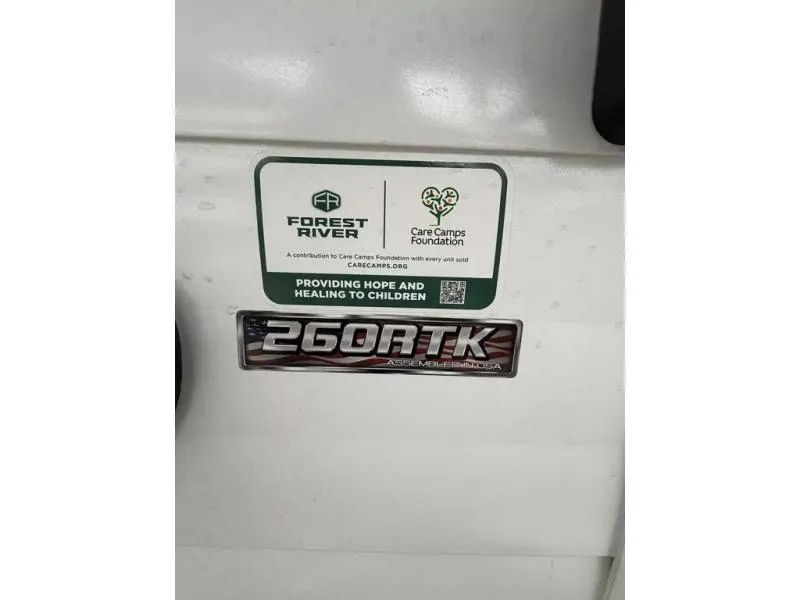 FR
FOREST
RIVER
Care Camps
Foundation
A contribution to Care Camps Foundation with every unit sold
CARECAMPS.ORG
PROVIDING HOPE AND
HEALING TO CHILDREN
260RTK
ASSEMBLED IN USA